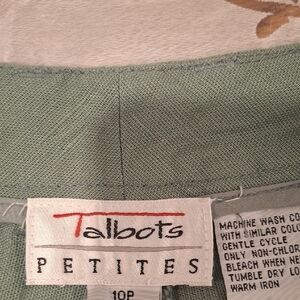 Talbots
PETITES
10P
MACHINE WASH CO
WITH SIMILAR COLO
GENTLE CYCLE
ONLY NON-CHLOR
BLEACH WHEN NE
TUMBLE DRY LO
WARM IRON